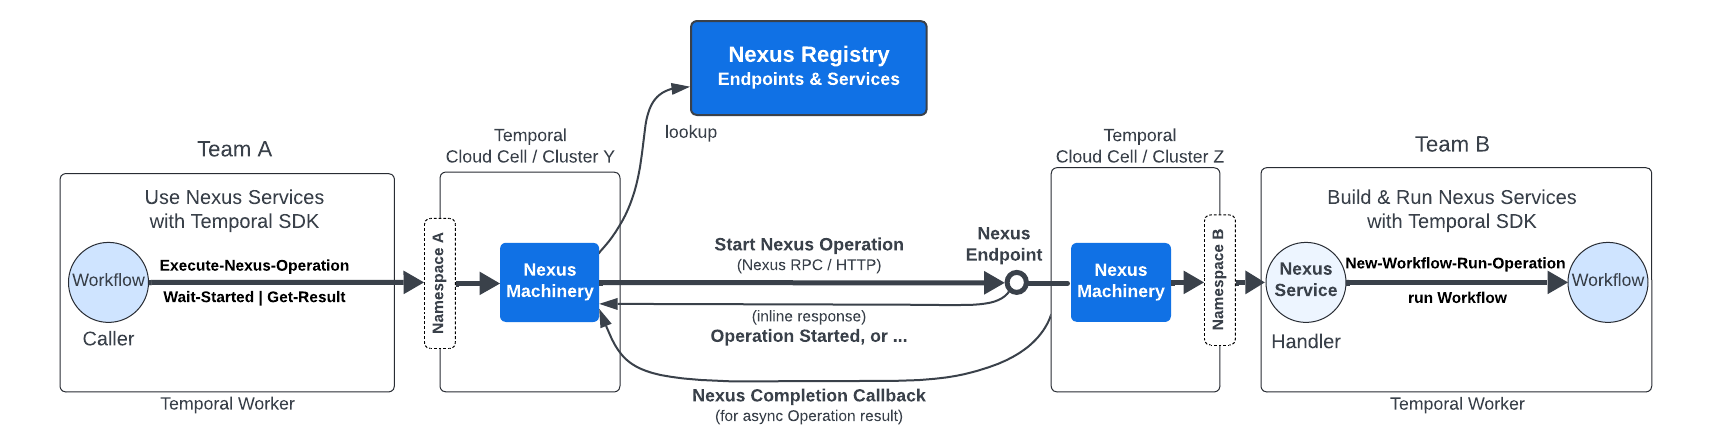 Nexus Registry
Endpoints & Services
lookup
Team A
Use Nexus Services
with Temporal SDK
Workflow
Caller
Execute-Nexus-Operation
Wait-Started | Get-Result
Temporal Worker
Temporal
Cloud Cell / Cluster Y
Namespace A
Nexus
Machinery
Start Nexus Operation
(Nexus RPC / HTTP)
(inline response)
Operation Started, or ...
Nexus Completion Callback
(for async Operation result)
Nexus
Endpoint
Temporal
Cloud Cell / Cluster Z
Nexus
Machinery
Namespace B
Team B
Build & Run Nexus Services
with Temporal SDK
Nexus
Service
Handler
New-Workflow-Run-Operation
run Workflow
Workflow
Temporal Worker